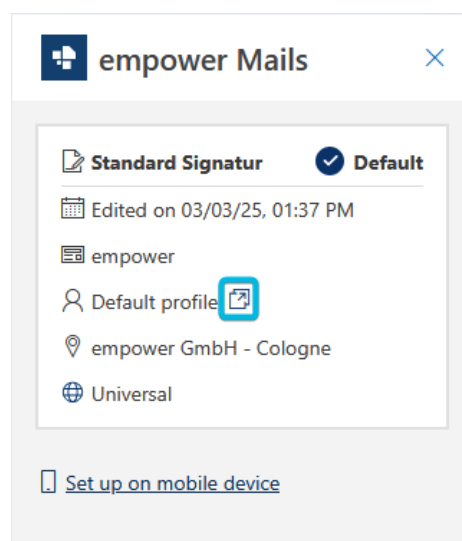 empower Mails
Standard Signatur Default
Edited on 03/03/25, 01:37 PM
empower
Default profile
empower GmbH - Cologne
Universal
Set up on mobile device